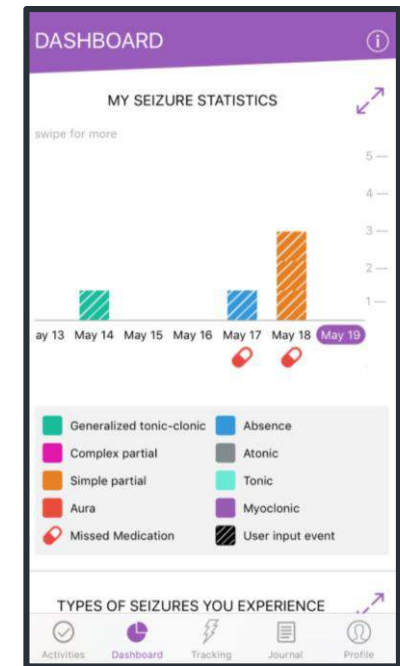 DASHBOARD
MY SEIZURE STATISTICS
swipe for more
5
4
3
2
1
ay 13 May 14 May 15 May 16 May 17 May 18 May 19
Generalized tonic-clonic Absence
Complex partial Atonic
Simple partial Tonic
Aura Myoclonic
Missed Medication User input event
TYPES OF SEIZURES YOU EXPERIENCE
Activities Dashboard Tracking Journal Profile